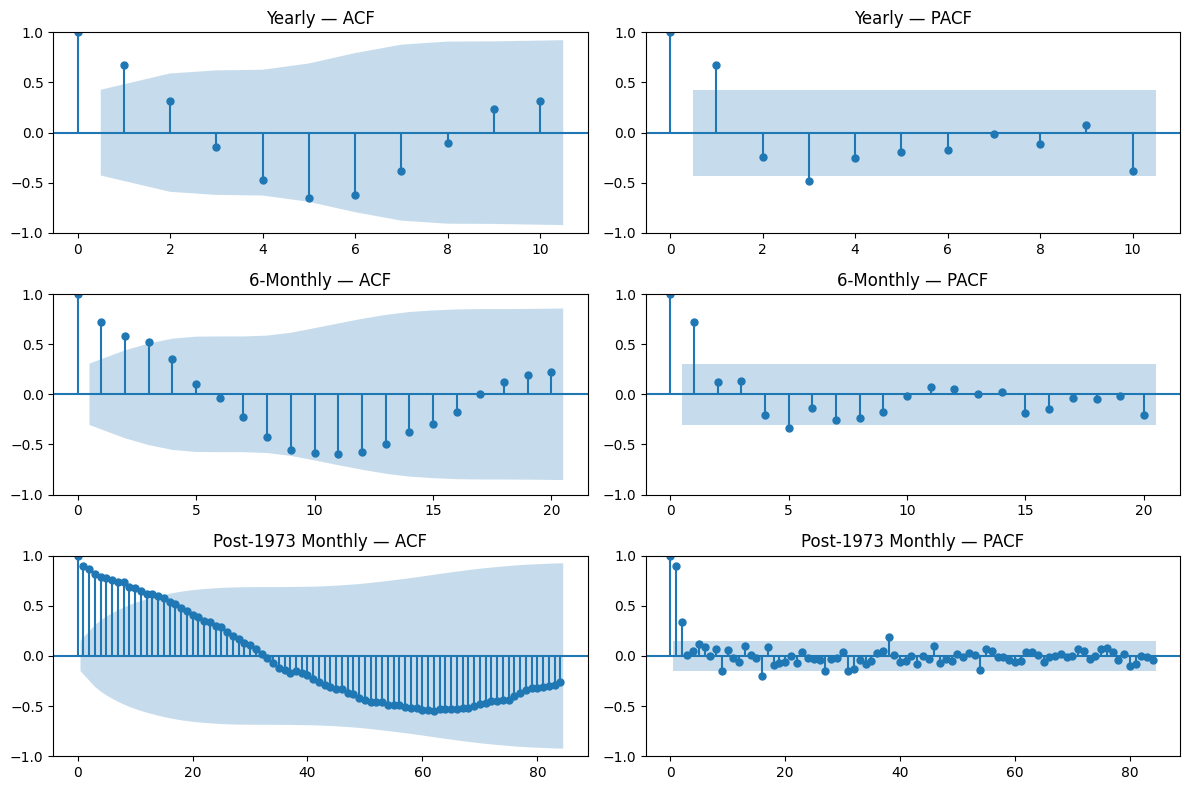 Yearly — ACF
Yearly — PACF
1.0
0.5
0.0
−0.5
−1.0
0 2 4 6 8 10
1.0
0.5
0.0
−0.5
−1.0
0 2 4 6 8 10
6-Monthly — ACF
6-Monthly — PACF
1.0
0.5
0.0
−0.5
−1.0
0 5 10 15 20
1.0
0.5
0.0
−0.5
−1.0
0 5 10 15 20
Post-1973 Monthly — ACF
Post-1973 Monthly — PACF
1.0
0.5
0.0
−0.5
−1.0
0 20 40 60 80
1.0
0.5
0.0
−0.5
−1.0
0 20 40 60 80